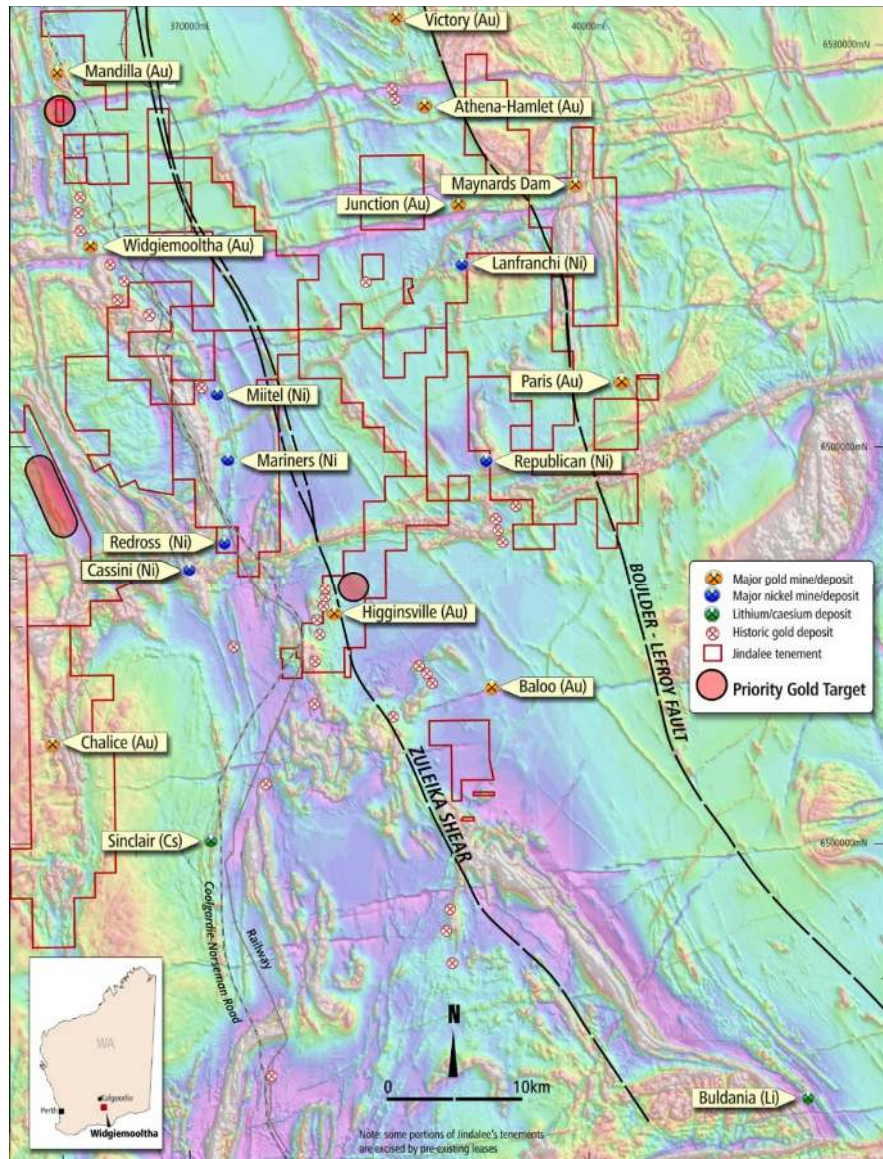 370000mE
Victory (Au)
40000mE
6530000mN
Mandilla (Au)
Athena-Hamlet (Au)
Maynards Dam
Junction (Au)
Widgiemooltha (Au)
Lanfranchi (Ni)
Paris (Au)
Miitel (Ni)
6500000mN
Mariners (Ni
Republican (Ni)
Redross (Ni)
Cassini (Ni)
Higginsville (Au)
BOULDER - LEFROY FAULT
Major gold mine/deposit
Major nickel mine/deposit
Lithium/caesium deposit
Historic gold deposit
Jindalee tenement
Priority Gold Target
Baloo (Au)
Chalice (Au)
ZULEIKA SHEAR
Sinclair (Cs)
6500000mN
Coolgardie-Norseman Road
Railway
WA
Kalgoorlie
Perth
Widgiemooltha
N
0 10km
Buldania (Li)
Note: some portions of Jindalee's tenements
are excised by pre-existing leases